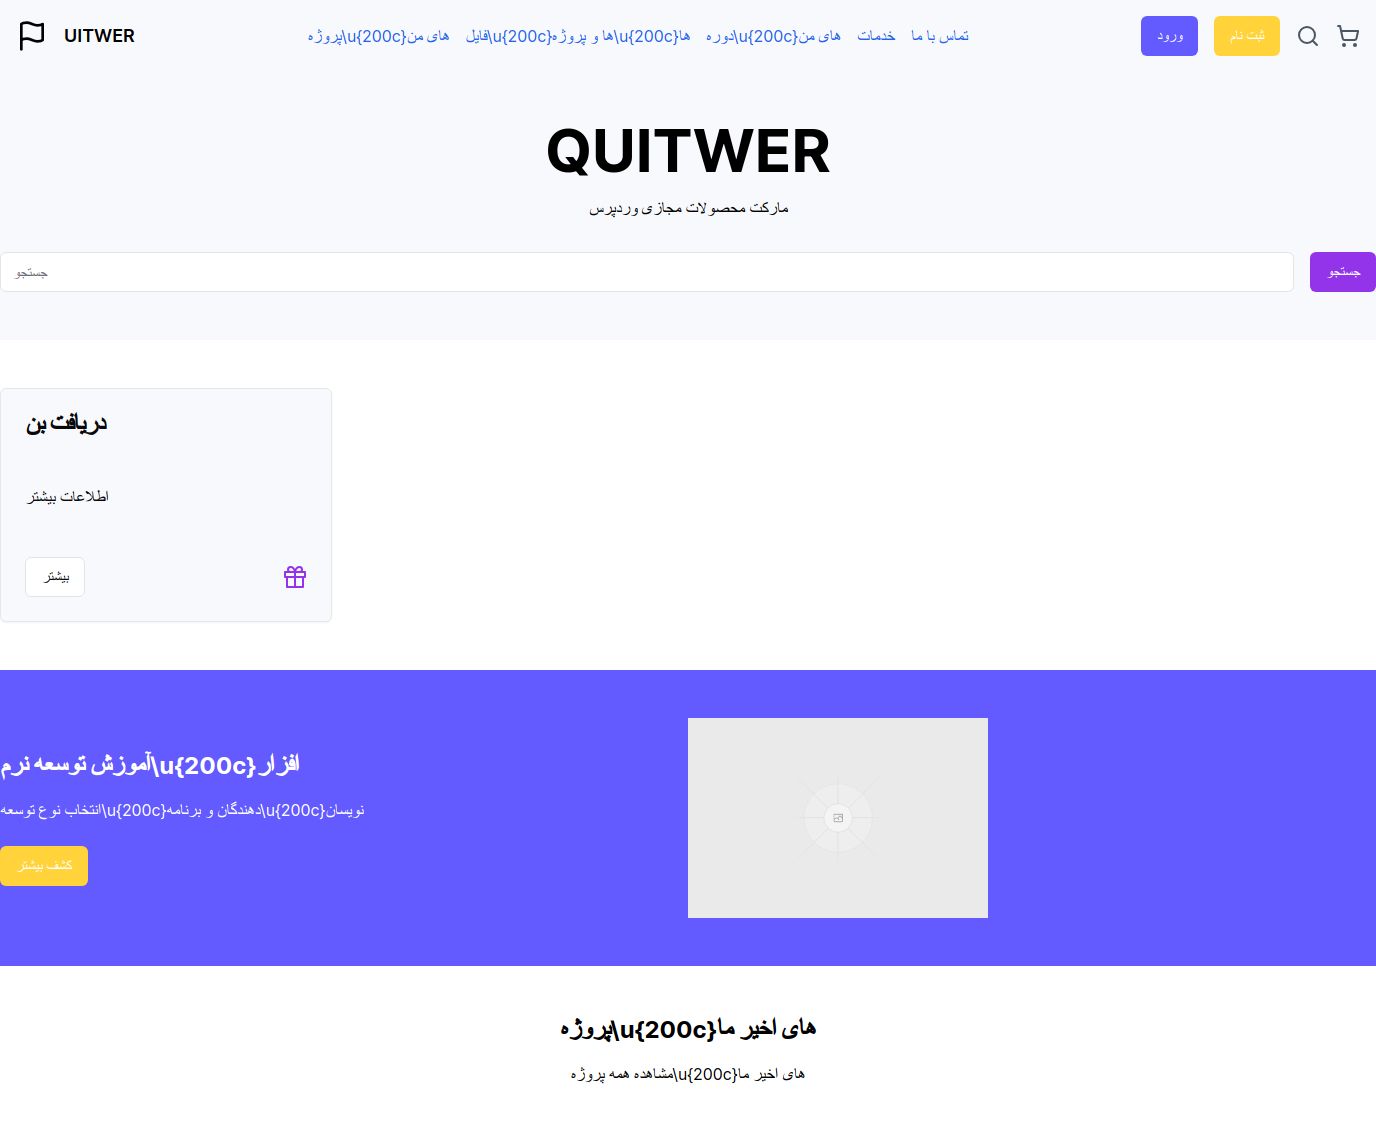 UITWER
پروژه\u{200c}های من
فایل\u{200c}ها و پروژه\u{200c}ها
دوره\u{200c}های من
خدمات
تماس با ما
ورود
ثبت نام
QUITWER
مارکت محصولات مجازی وردپرس
جستجو
جستجو
دریافت بن
اطلاعات بیشتر
بیشتر
آموزش توسعه نرم\u{200c}افزار
انتخاب نوع توسعه\u{200c}دهندگان و برنامه\u{200c}نویسان
کشف بیشتر
پروژه\u{200c}های اخیر ما
مشاهده همه پروژه\u{200c}های اخیر ما